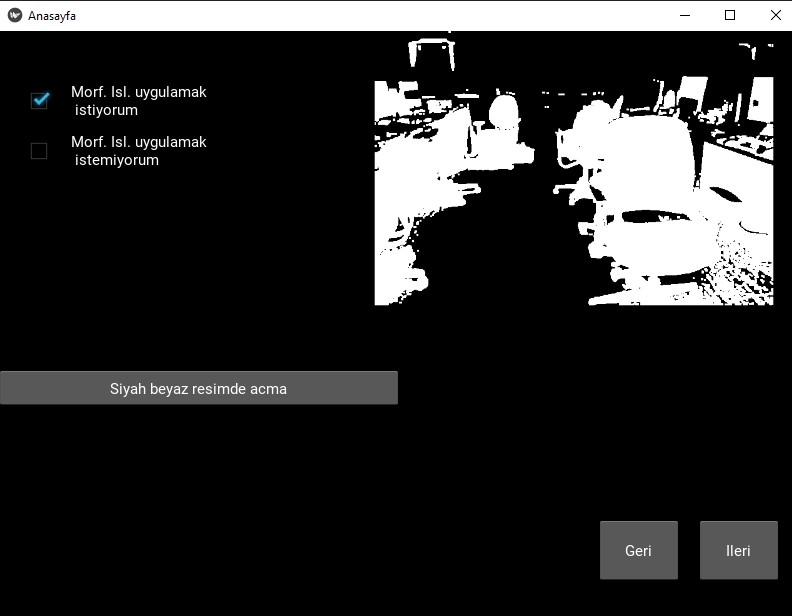 Anasayfa
Morf. Isl. uygulamak
istiyorum
Morf. Isl. uygulamak
istemiyorum
Siyah beyaz resimde acma
Geri
Ileri